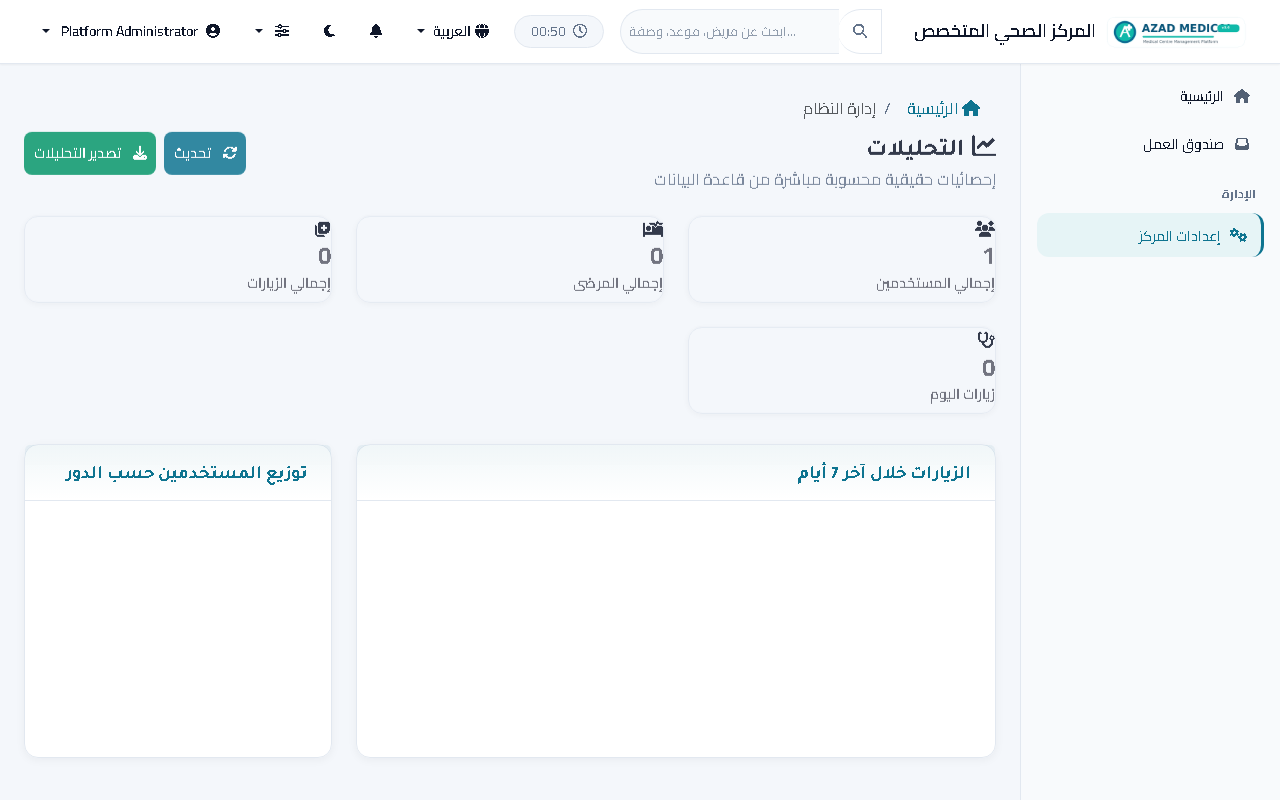 AZAD MEDIC
Medical Centre Management Platform
المركز الصحي المتخصص
ابحث عن مريض، موعد، وصفة...
00:50
العربية
Platform Administrator
الرئيسية
صندوق العمل
الإدارة
إعدادات المركز
الرئيسية / إدارة النظام
التحليلات
إحصائيات حقيقية محسوبة مباشرة من قاعدة البيانات
تحديث
تصدير التحليلات
1
إجمالي المستخدمين
0
إجمالي المرضى
0
إجمالي الزيارات
0
زيارات اليوم
الزيارات خلال آخر 7 أيام
توزيع المستخدمين حسب الدور